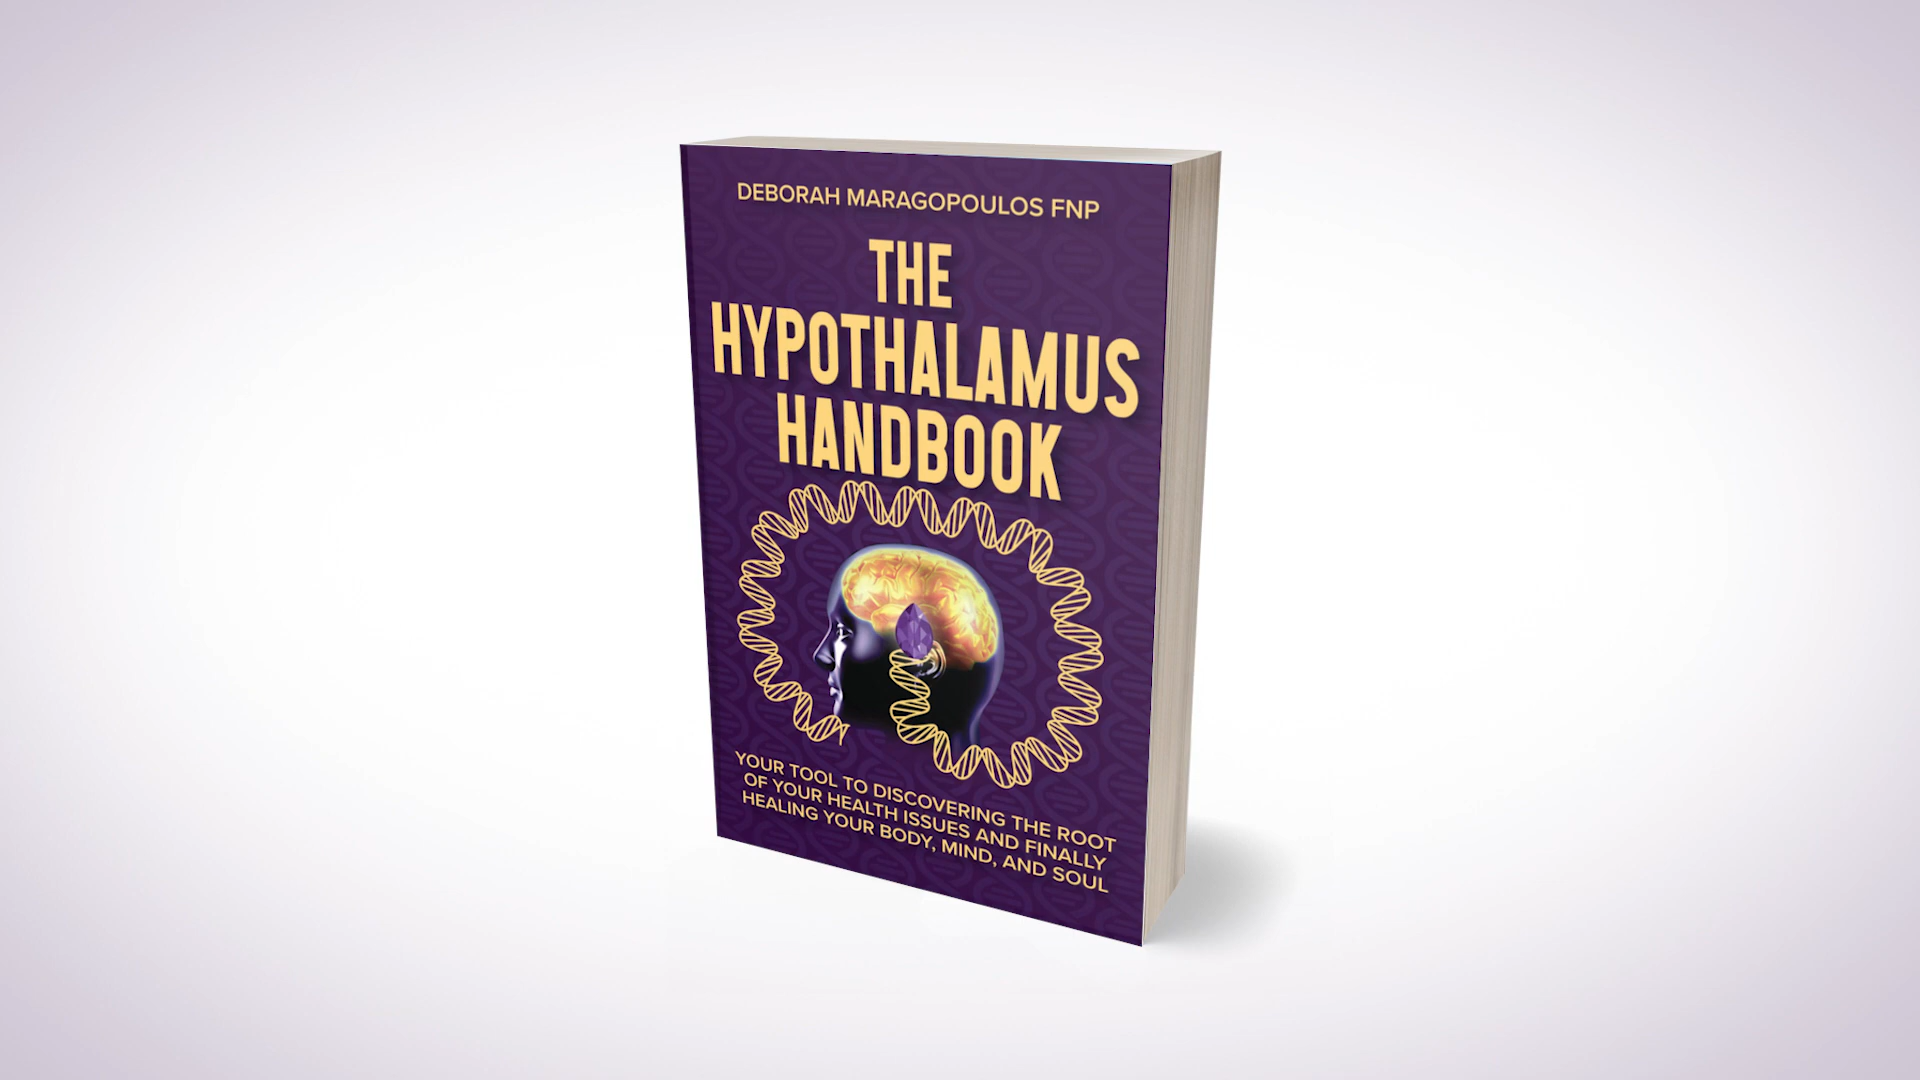 DEBORAH MARAGOPOULOS FNP
THE
HYPOTHALAMUS
HANDBOOK
YOUR TOOL TO DISCOVERING THE ROOT
OF YOUR HEALTH ISSUES AND FINALLY
HEALING YOUR BODY, MIND, AND SOUL